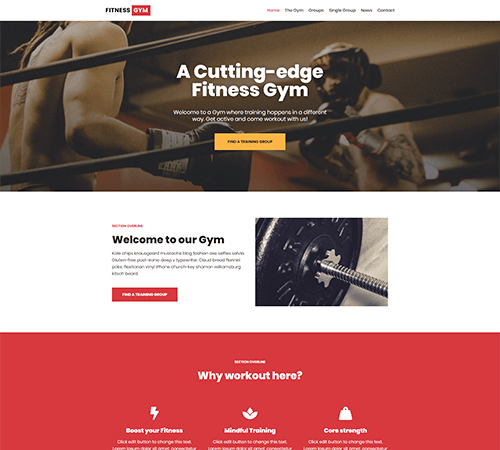 FITNESS GYM
Home The Gym Groups Single Group News Contact
A Cutting-edge
Fitness Gym
Welcome to a Gym where training happens in a different
way. Get active and come workout with us!
FIND A TRAINING GROUP
SECTION OVERLINE
Welcome to our Gym
Kale chips knausgaard mustache blog fashion axe selfies salvia.
Gluten-free post-ironic deep v typewriter. Cloud bread flannel
poke, flexitarian vinyl iPhone church-key shaman williamsburg
kitsch beard.
FIND A TRAINING GROUP
SECTION OVERLINE
Why workout here?
Boost your Fitness Mindful Training Core strength
Click edit button to change this text. Click edit button to change this text. Click edit button to change this text.
Lorem ipsum dolor sit amet, consectetur Lorem ipsum dolor sit amet, consectetur Lorem ipsum dolor sit amet, consectetur